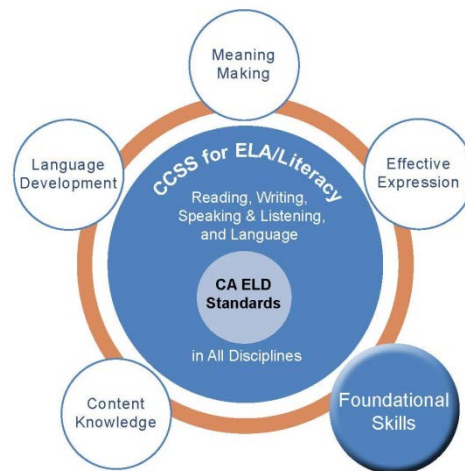 Meaning
Making
Language
Development
Effective
Expression
CCSS for ELA/Literacy
Reading, Writing,
Speaking & Listening,
and Language
CA ELD
Standards
in All Disciplines
Content
Knowledge
Foundational
Skills